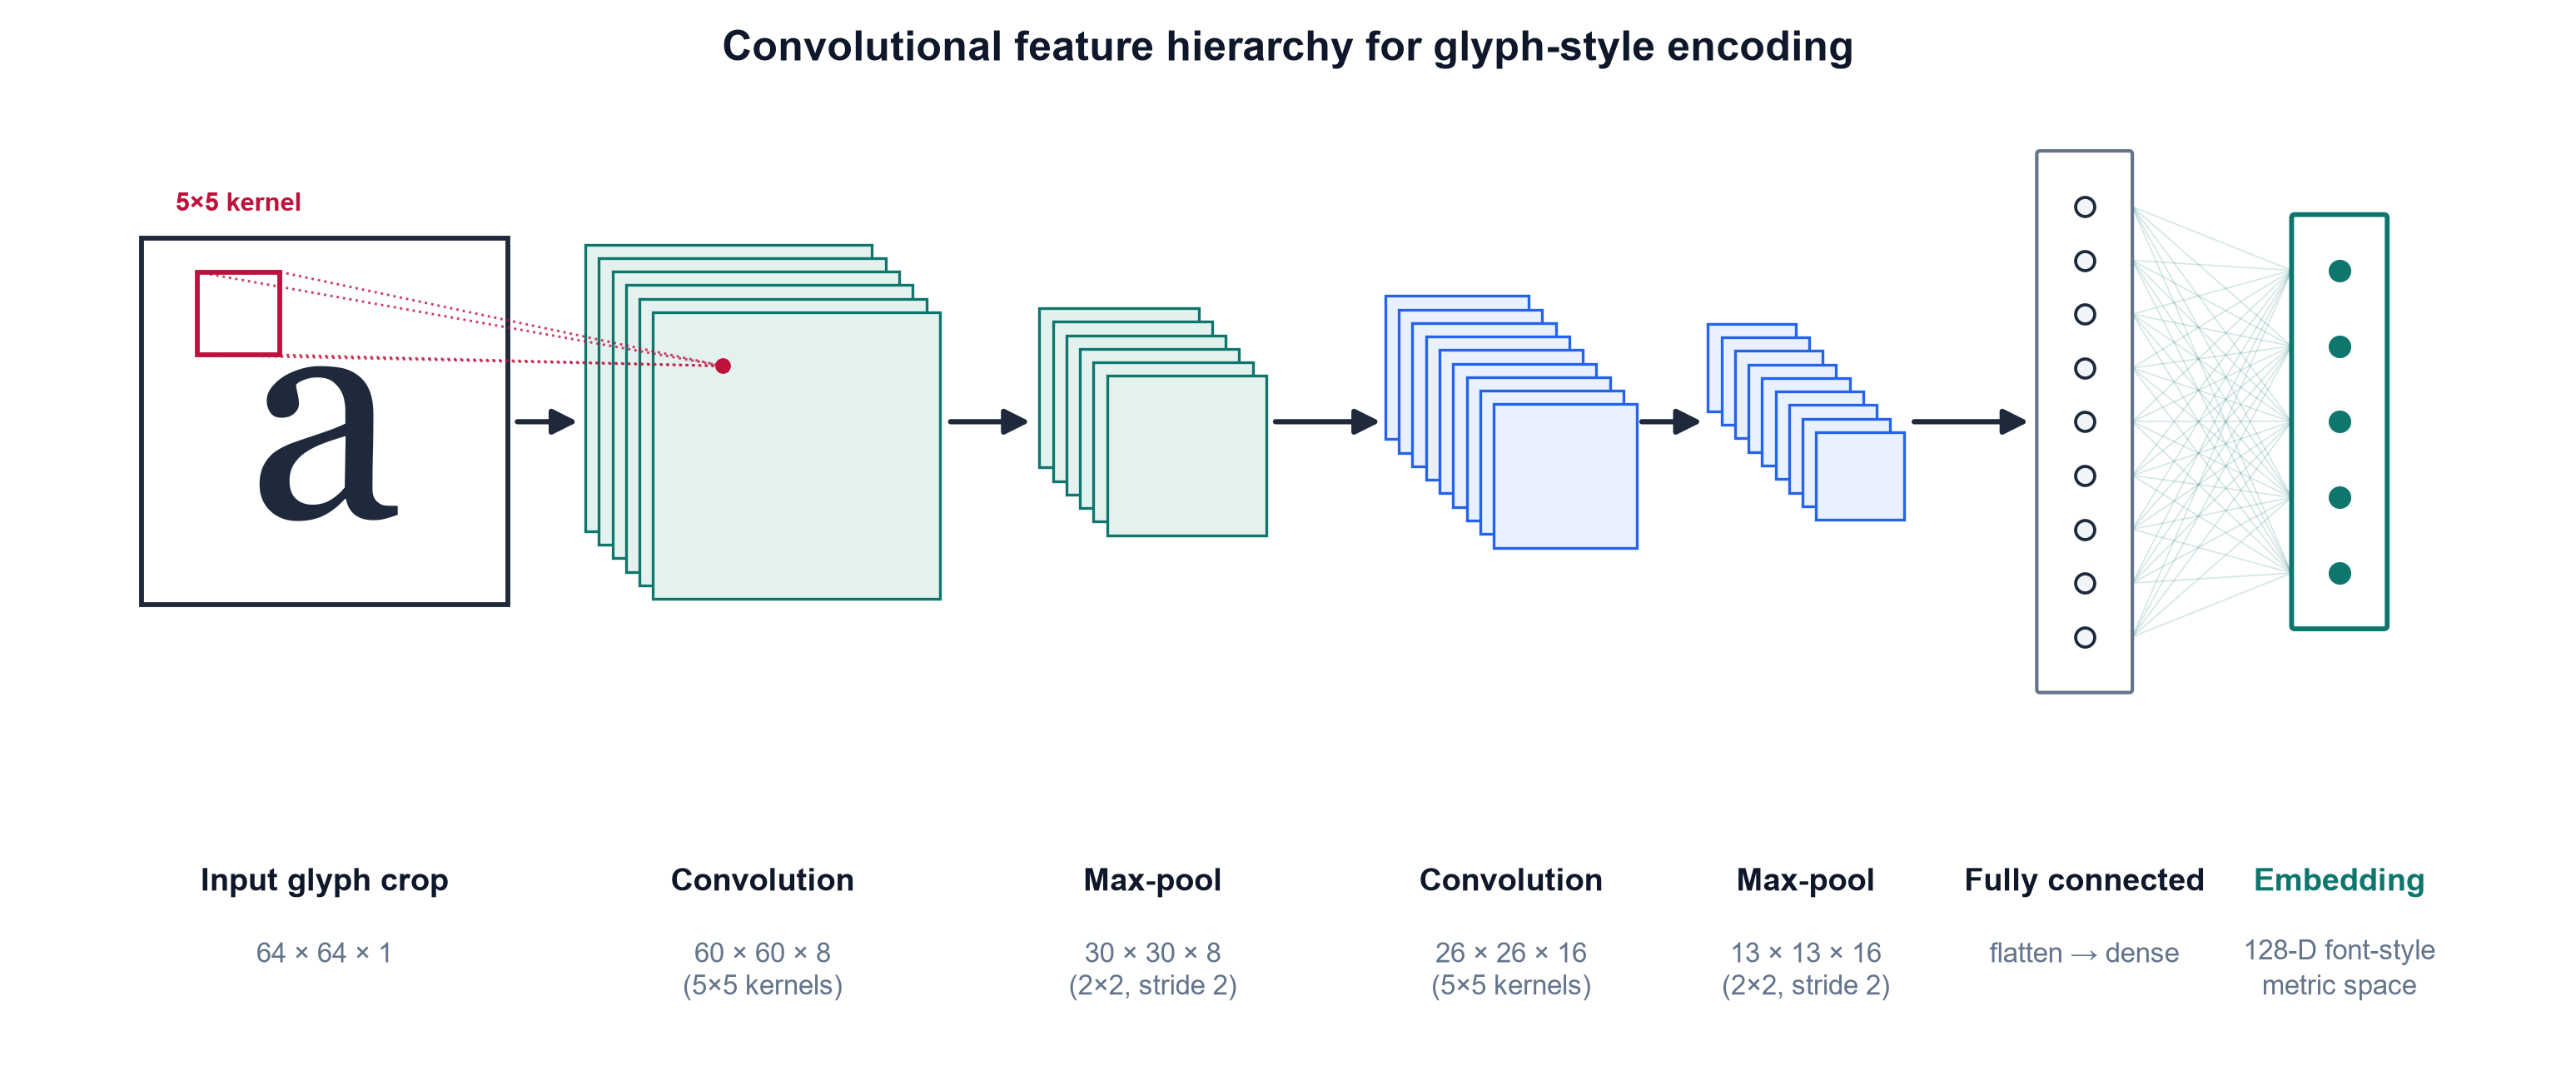 Convolutional feature hierarchy for glyph-style encoding
5×5 kernel
a
Input glyph crop
64 × 64 × 1
Convolution
60 × 60 × 8
(5×5 kernels)
Max-pool
30 × 30 × 8
(2×2, stride 2)
Convolution
26 × 26 × 16
(5×5 kernels)
Max-pool
13 × 13 × 16
(2×2, stride 2)
Fully connected
flatten → dense
Embedding
128-D font-style
metric space